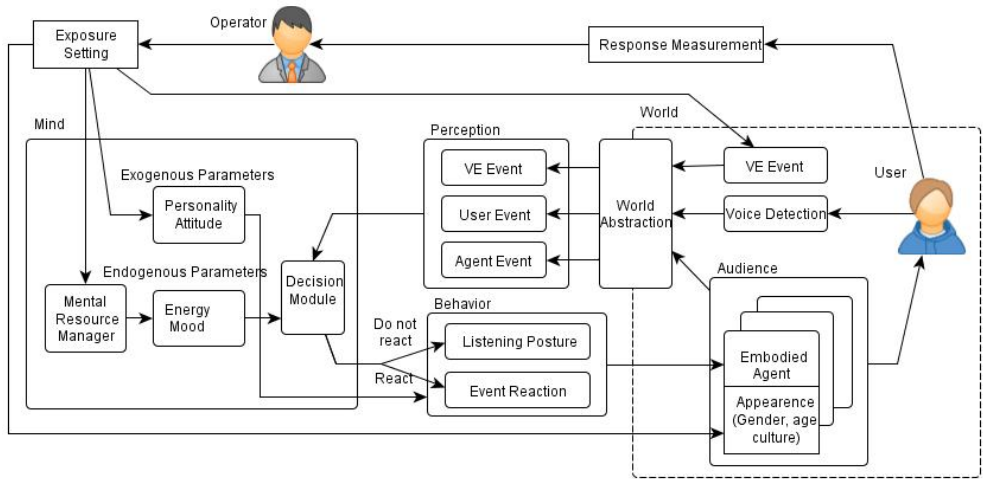 Operator
Exposure
Setting
Response Measurement
Mind
Perception
World
User
Exogenous Parameters
Personality
Attitude
Endogenous Parameters
Mental
Resource
Manager
Energy
Mood
Decision
Module
VE Event
User Event
Agent Event
World
Abstraction
VE Event
Voice Detection
Behavior
Do not
react
React
Listening Posture
Event Reaction
Audience
Embodied
Agent
Appearence
(Gender, age
culture)